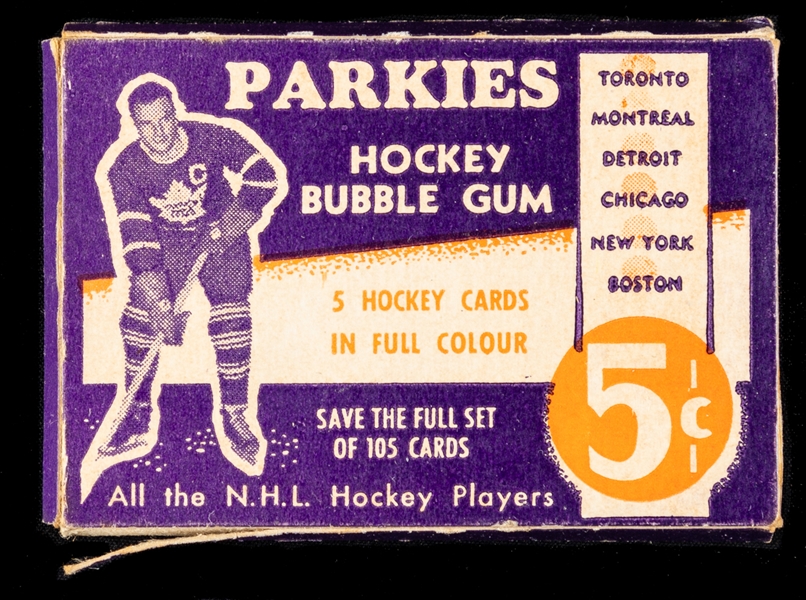 PARKIES
HOCKEY
BUBBLE GUM
5 HOCKEY CARDS
IN FULL COLOUR
SAVE THE FULL SET
OF 105 CARDS
All the N.H.L. Hockey Players
TORONTO
MONTREAL
DETROIT
CHICAGO
NEW YORK
BOSTON
5¢
C